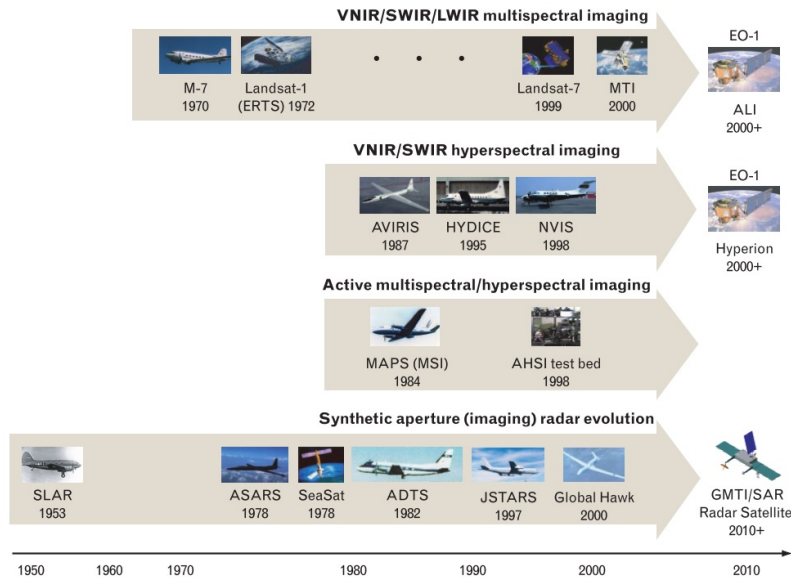 VNIR/SWIR/LWIR multispectral imaging
M-7
1970
Landsat-1
(ERTS) 1972
Landsat-7
1999
MTI
2000
EO-1
ALI
2000+
VNIR/SWIR hyperspectral imaging
AVIRIS
1987
HYDICE
1995
NVIS
1998
EO-1
Hyperion
2000+
Active multispectral/hyperspectral imaging
MAPS (MSI)
1984
AHSI test bed
1998
Synthetic aperture (imaging) radar evolution
SLAR
1953
ASARS
1978
SeaSat
1978
ADTS
1982
JSTARS
1997
Global Hawk
2000
GMTI/SAR
Radar Satellite
2010+
1950 1960 1970 1980 1990 2000 2010